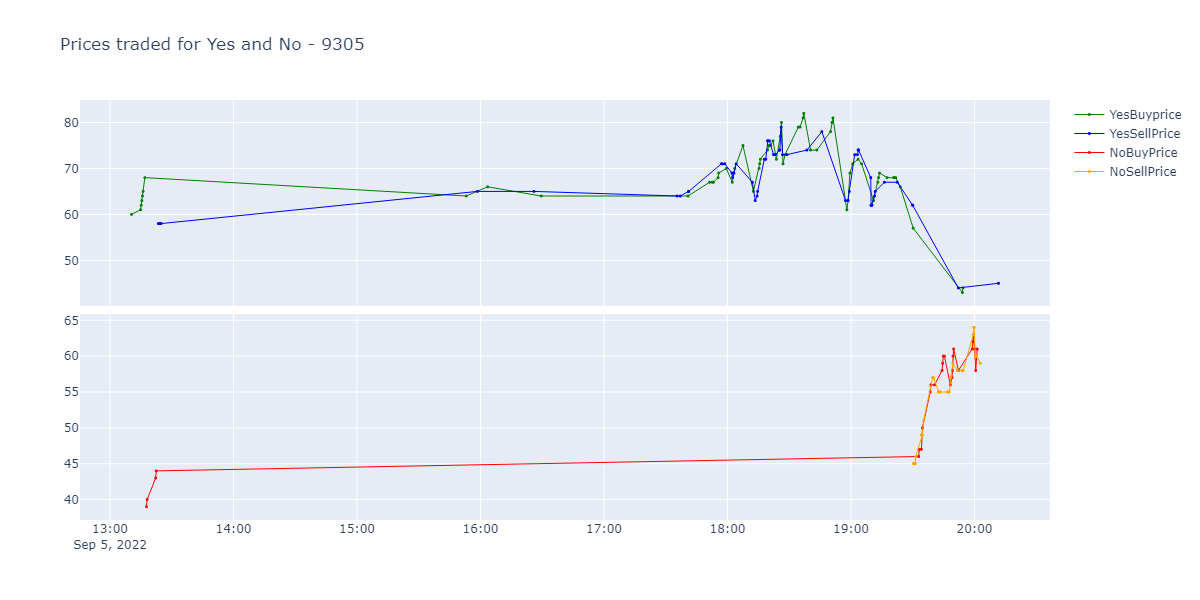 Prices traded for Yes and No - 9305
80
70
60
50
65
60
55
50
45
40
13:00 14:00 15:00 16:00 17:00 18:00 19:00 20:00
Sep 5, 2022
YesBuyprice
YesSellPrice
NoBuyPrice
NoSellPrice